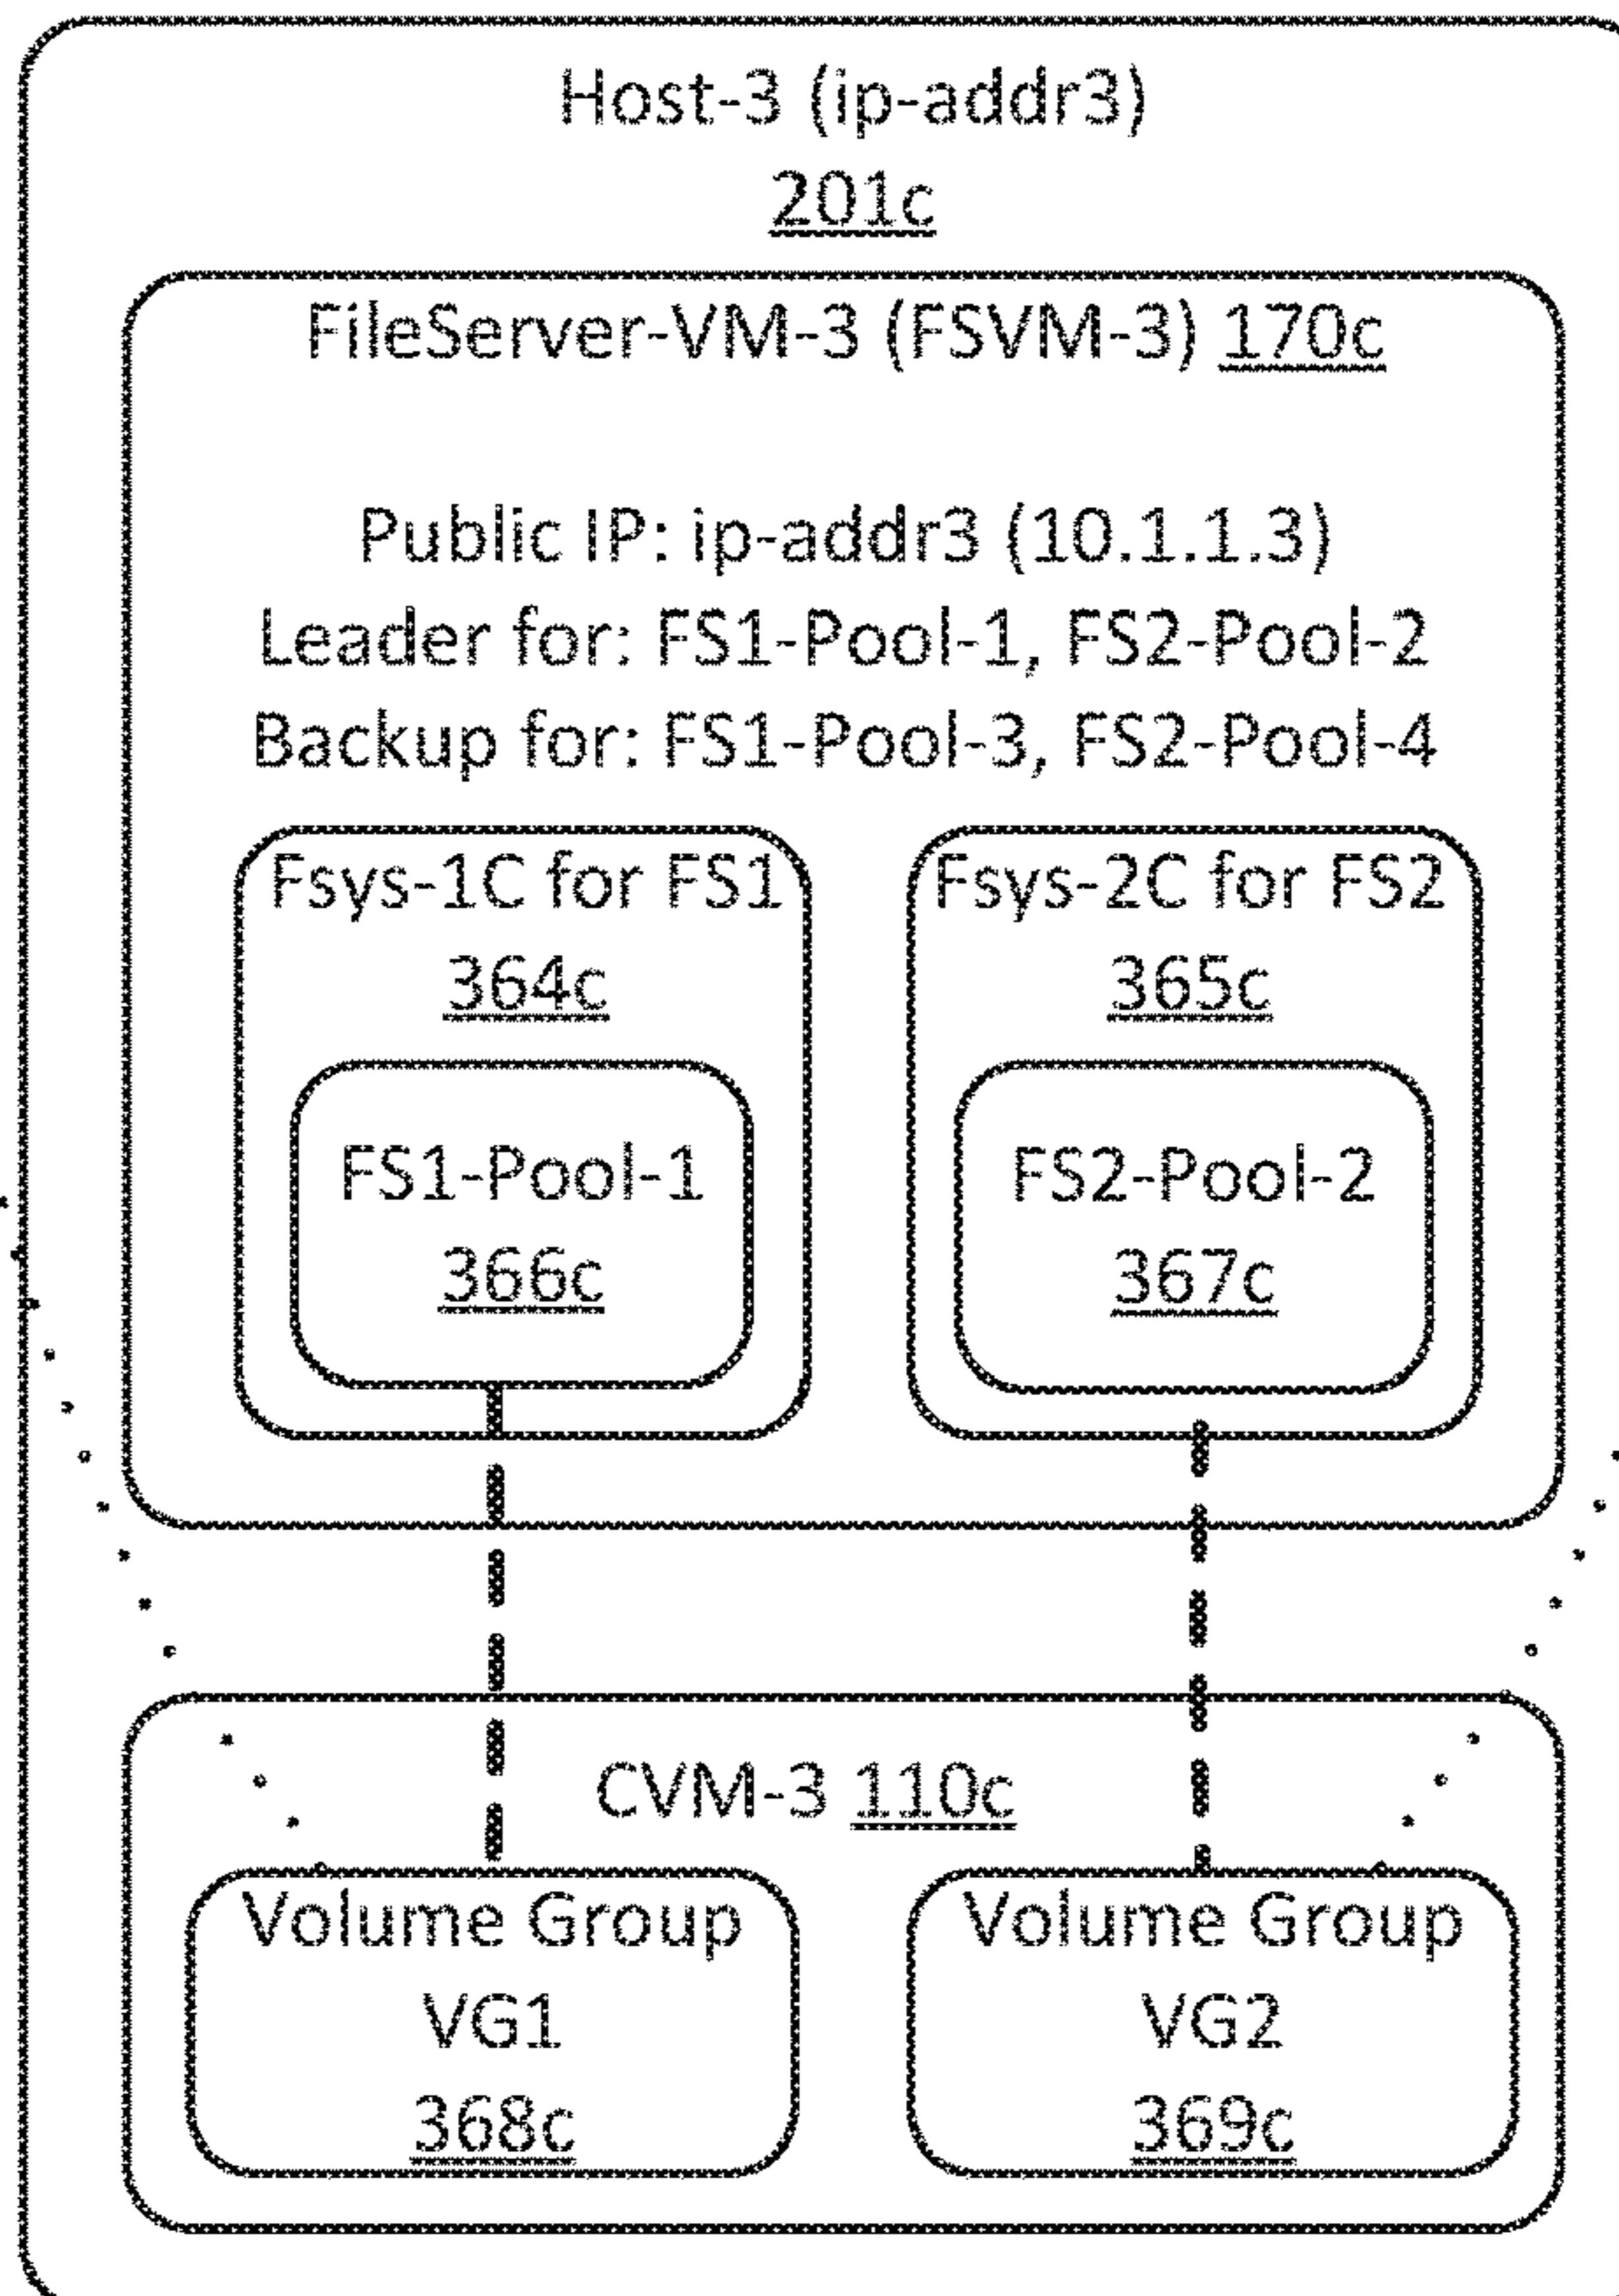 Host-3 (ip-addr3)
201c
FileServer-VM-3 (FSVM-3) 170c
Public IP: ip-addr3 (10.1.1.3)
Leader for: FS1-Pool-1, FS2-Pool-2
Backup for: FS1-Pool-3, FS2-Pool-4
Fsys-1C for FS1
364c
FS1-Pool-1
366c
Fsys-2C for FS2
365c
FS2-Pool-2
367c
CVM-3 110c
Volume Group
VG1
368c
Volume Group
VG2
369c